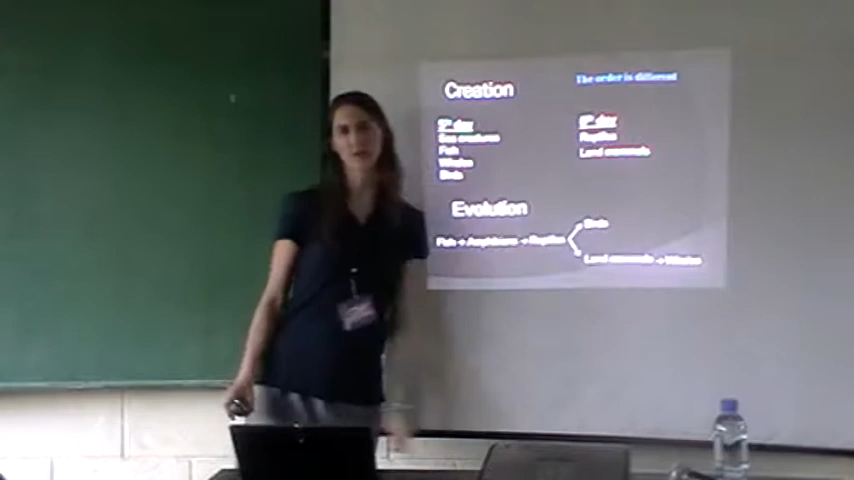 Creation
The order is different
5th day
Sea creatures
Fish
Whales
Birds
6th day
Reptiles
Land mammals
Evolution
Fish → Amphibians → Reptiles
Birds
Land mammals → Whales